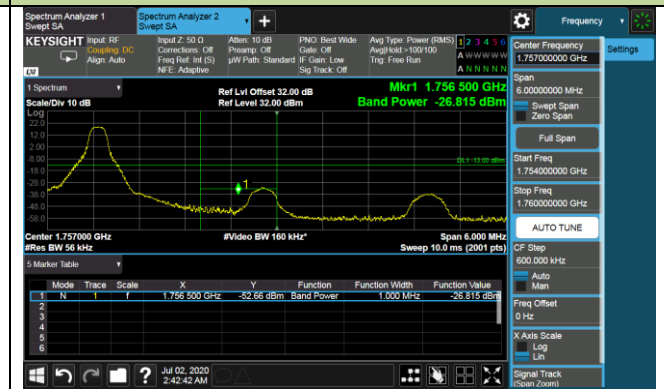 Spectrum Analyzer 1
Swept SA
Spectrum Analyzer 2
Swept SA
+
Frequency
KEYSIGHT
Input: RF
Coupling: DC
Align: Auto
Input Z: 50 Ω
Corrections: Off
Freq Ref: Int (S)
NFE: Adaptive
Atten: 10 dB
Preamp: Off
µW Path: Standard
PNO: Best Wide
Gate: Off
IF Gain: Low
Sig Track: Off
Avg Type: Power (RMS)
Avg|Hold:>100/100
Trig: Free Run
1 2 3 4 5 6
A W W W W W
A N N N N N
LXI
1 Spectrum
Scale/Div 10 dB
Ref Lvl Offset 32.00 dB
Ref Level 32.00 dBm
Mkr1 1.756 500 GHz
Band Power -26.815 dBm
Log
22.0
12.0
2.00
-8.00
-18.0
-28.0
-38.0
-48.0
-58.0
1
DL1 -13.00 dBm
Center 1.757000 GHz
#Res BW 56 kHz
#Video BW 160 kHz*
Span 6.000 MHz
Sweep 10.0 ms (2001 pts)
5 Marker Table
Mode Trace Scale X Y Function Function Width Function Value
1 N 1 f 1.756 500 GHz -52.66 dBm Band Power 1.000 MHz -26.815 dBm
2
3
4
5
6
Jul 02, 2020
2:42:42 AM
?
Center Frequency
1.757000000 GHz
Settings
Span
6.00000000 MHz
Swept Span
Zero Span
Full Span
Start Freq
1.754000000 GHz
Stop Freq
1.760000000 GHz
AUTO TUNE
CF Step
600.000 kHz
Auto
Man
Freq Offset
0 Hz
X Axis Scale
Log
Lin
Signal Track
(Span Zoom)